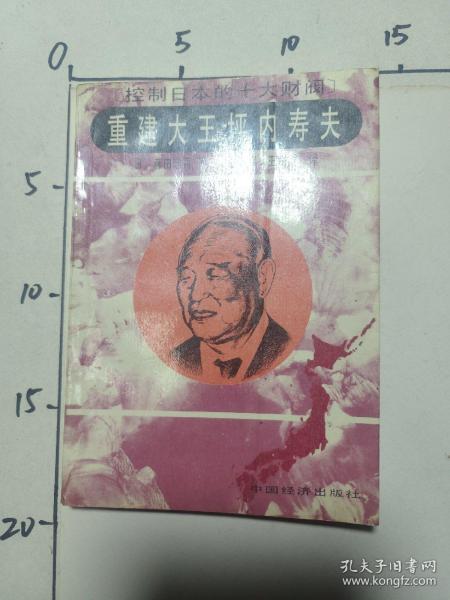 0 5 10 15
[控制日本的十大财阀]
重建大王·坪内寿夫
5
10
15
20
中国经济出版社
孔夫子旧书网
www.kongfz.com